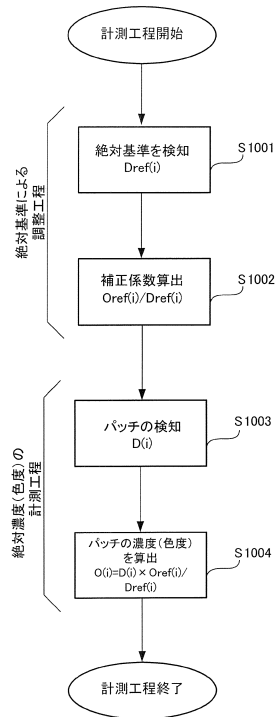 計測工程開始
絶対基準による
調整工程
絶対基準を検知
Dref(i)
S1001
補正係数算出
Oref(i)/Dref(i)
S1002
絶対濃度(色度)の
計測工程
パッチの検知
D(i)
S1003
パッチの濃度(色度)
を算出
O(i)=D(i)×Oref(i)/
Dref(i)
S1004
計測工程終了